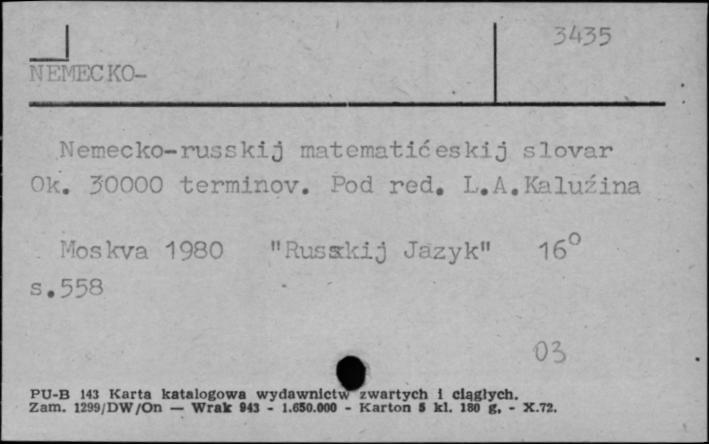 3435
NEMECKO-
Nemecko-russkij matematićeskij slovar
Ok. 30000 terminov. Pod red. L.A.Kaluźina
Moskva 1980 "Russkij Jazyk" 16°
s.558
03
PU-B 143 Karta katalogowa wydawnictw zwartych i ciągłych.
Zam. 1299/DW/On — Wrak 943 - 1.650.000 - Karton 5 kl. 180 g, - X.72.